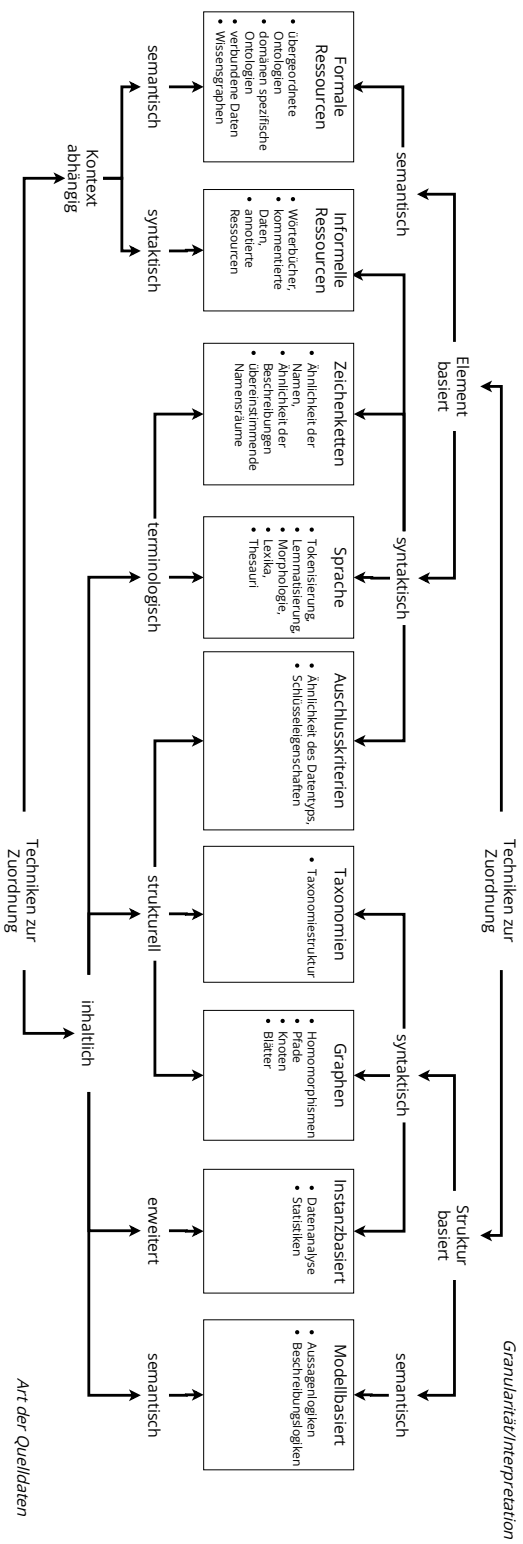 Granularität/Interpretation
Techniken zur
Zuordnung
Element
basiert
Struktur
basiert
semantisch
syntaktisch
syntaktisch
semantisch
Formale
Ressourcen
• übergeordnete
Ontologien
• domänen spezifische
Ontologien
• verbundene Daten
• Wissensgraphen
Informelle
Ressourcen
• Wörterbücher,
• kommentierte
Daten,
• annotierte
Ressourcen
Zeichenketten
• Ähnlichkeit der
Namen,
• Ähnlichkeit der
Beschreibungen
• übereinstimmende
Namensräume
Sprache
• Tokenisierung,
• Lemmatisierung,
• Morphologie,
• Lexika,
• Thesauri
Auschlusskriterien
• Ähnlichkeit des Datentyps,
• Schlüsseleigenschaften
Taxonomien
• Taxonomiestruktur
Graphen
• Homomorphismen
• Pfade
• Knoten
• Blätter
Instanzbasiert
• Datenanalyse
• Statistiken
Modellbasiert
• Aussagenlogiken
• Beschreibungslogiken
semantisch
syntaktisch
terminologisch
strukturell
erweitert
semantisch
Kontext
abhängig
inhaltlich
Techniken zur
Zuordnung
Art der Quelldaten